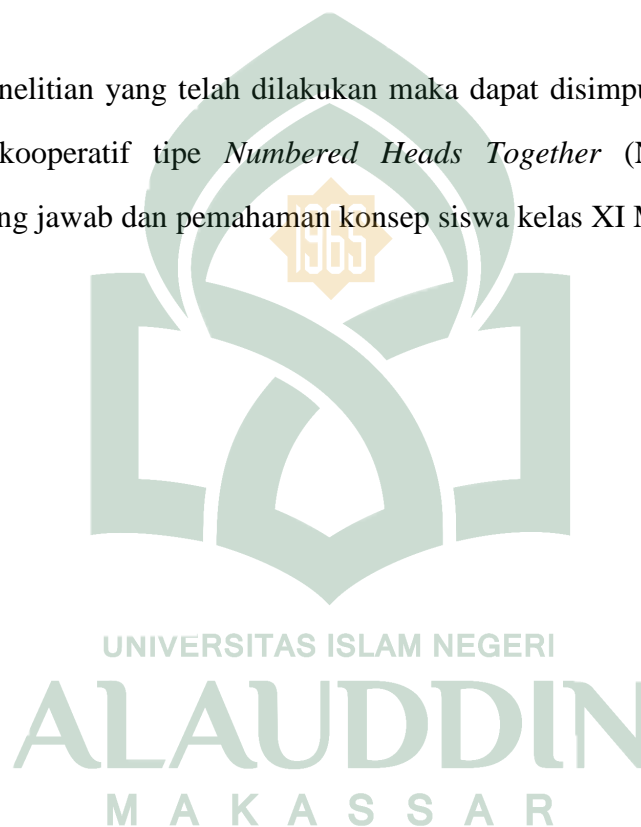 nelitian yang telah dilakukan maka dapat disimpu
kooperatif tipe Numbered Heads Together (
ng jawab dan pemahaman konsep siswa kelas XI
1965
UNIVERSITAS ISLAM NEGERI
ALAUDDIN
MAKASSAR